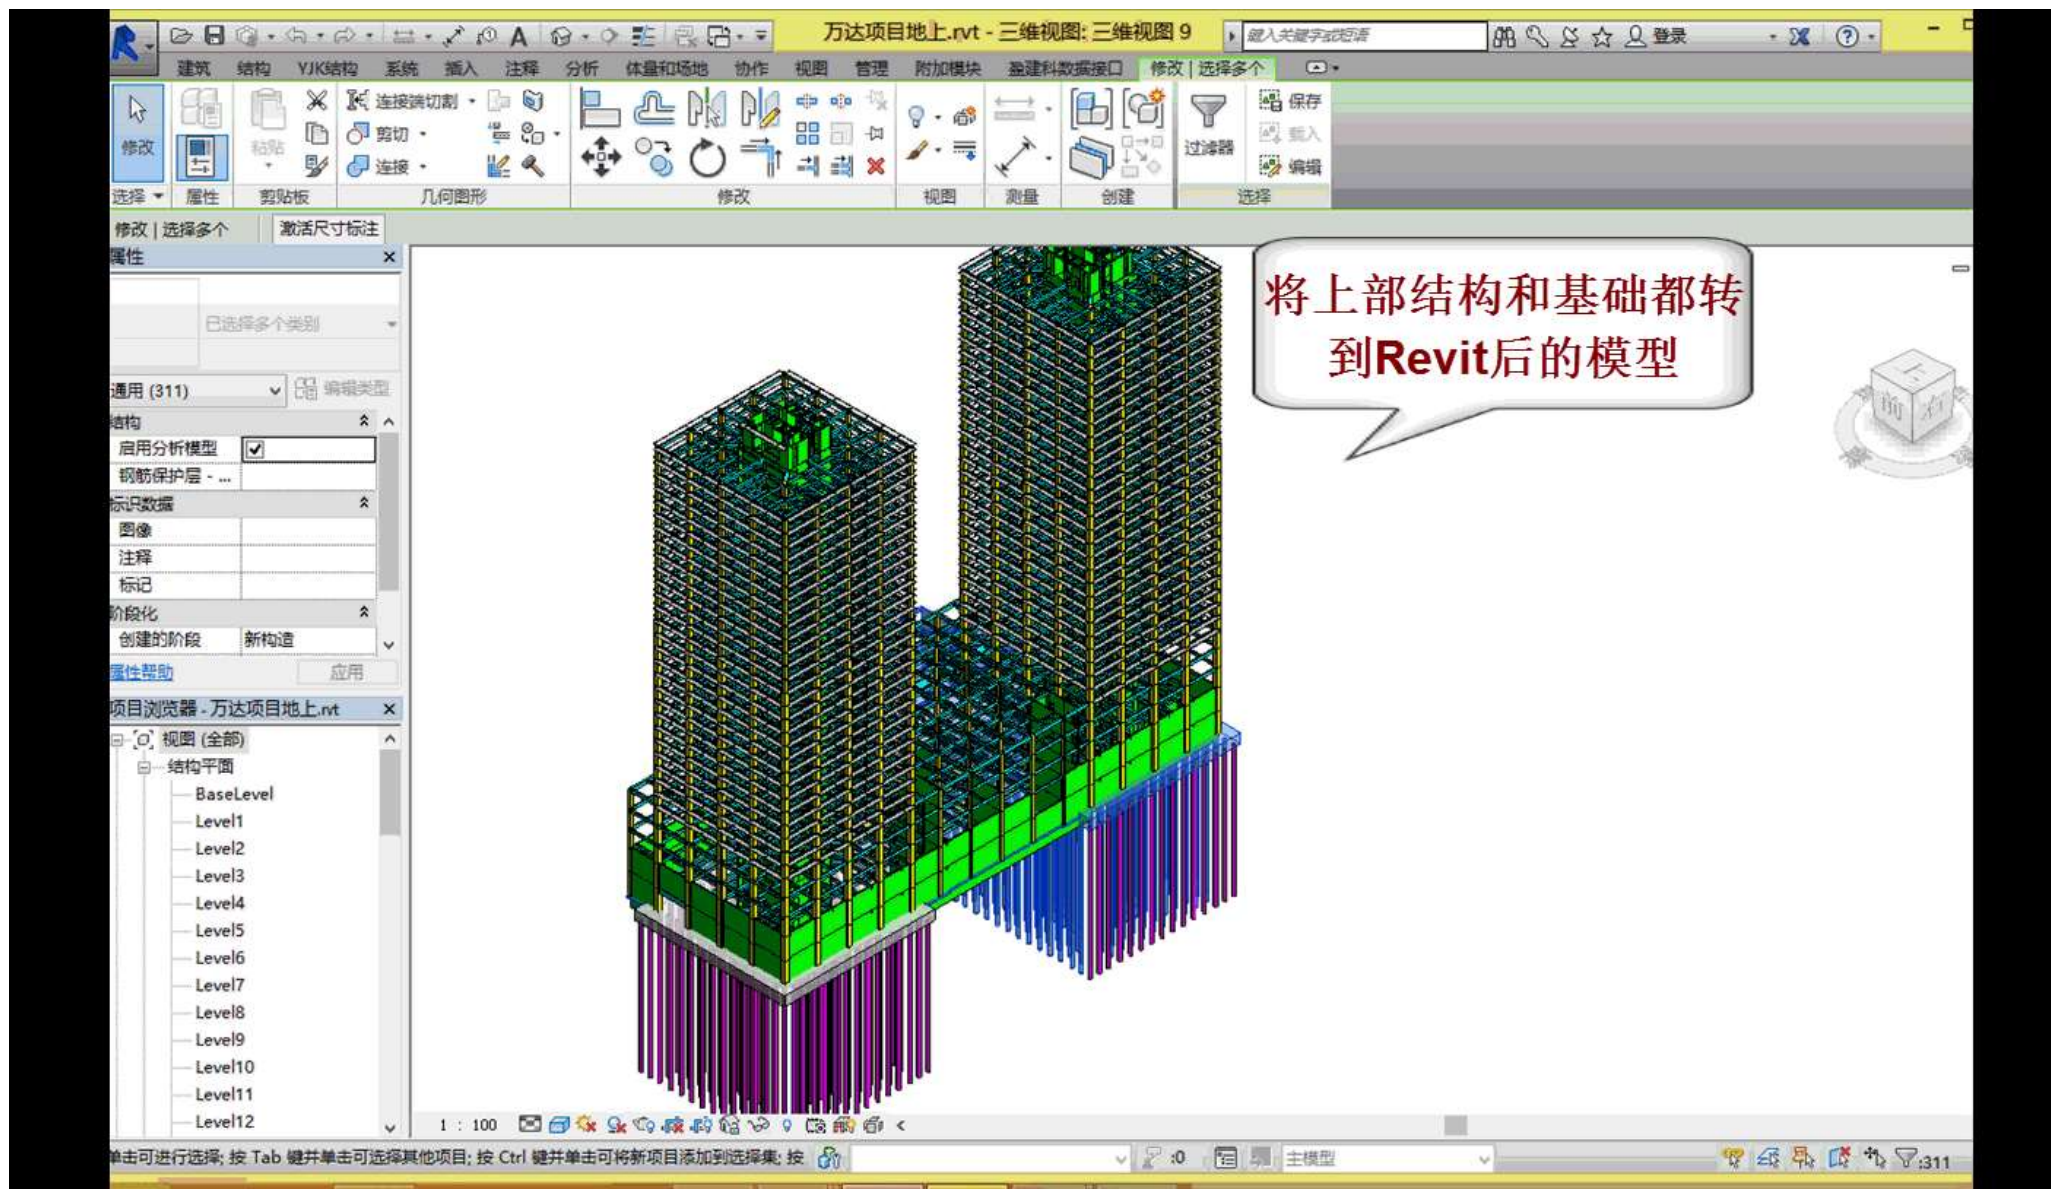 万达项目地上.rvt - 三维视图: 三维视图 9
键入关键字或短语
登录
建筑 结构 YJK结构 系统 插入 注释 分析 体量和场地 协作 视图 管理 附加模块 盈建科数据接口 修改 | 选择多个
修改
粘贴
连接端切割
剪切
连接
过滤器
保存
载入
编辑
选择 属性 剪贴板 几何图形 修改 视图 测量 创建 选择
修改 | 选择多个 激活尺寸标注
属性
已选择多个类别
通用 (311) 编辑类型
结构
启用分析模型
钢筋保护层 - ...
标识数据
图像
注释
标记
阶段化
创建的阶段 新构造
属性帮助 应用
项目浏览器 - 万达项目地上.rvt
视图 (全部)
结构平面
BaseLevel
Level1
Level2
Level3
Level4
Level5
Level6
Level7
Level8
Level9
Level10
Level11
Level12
将上部结构和基础都转
到Revit后的模型
上
前
右
1 : 100
单击可进行选择; 按 Tab 键并单击可选择其他项目; 按 Ctrl 键并单击可将新项目添加到选择集; 按
:0
主模型
:311